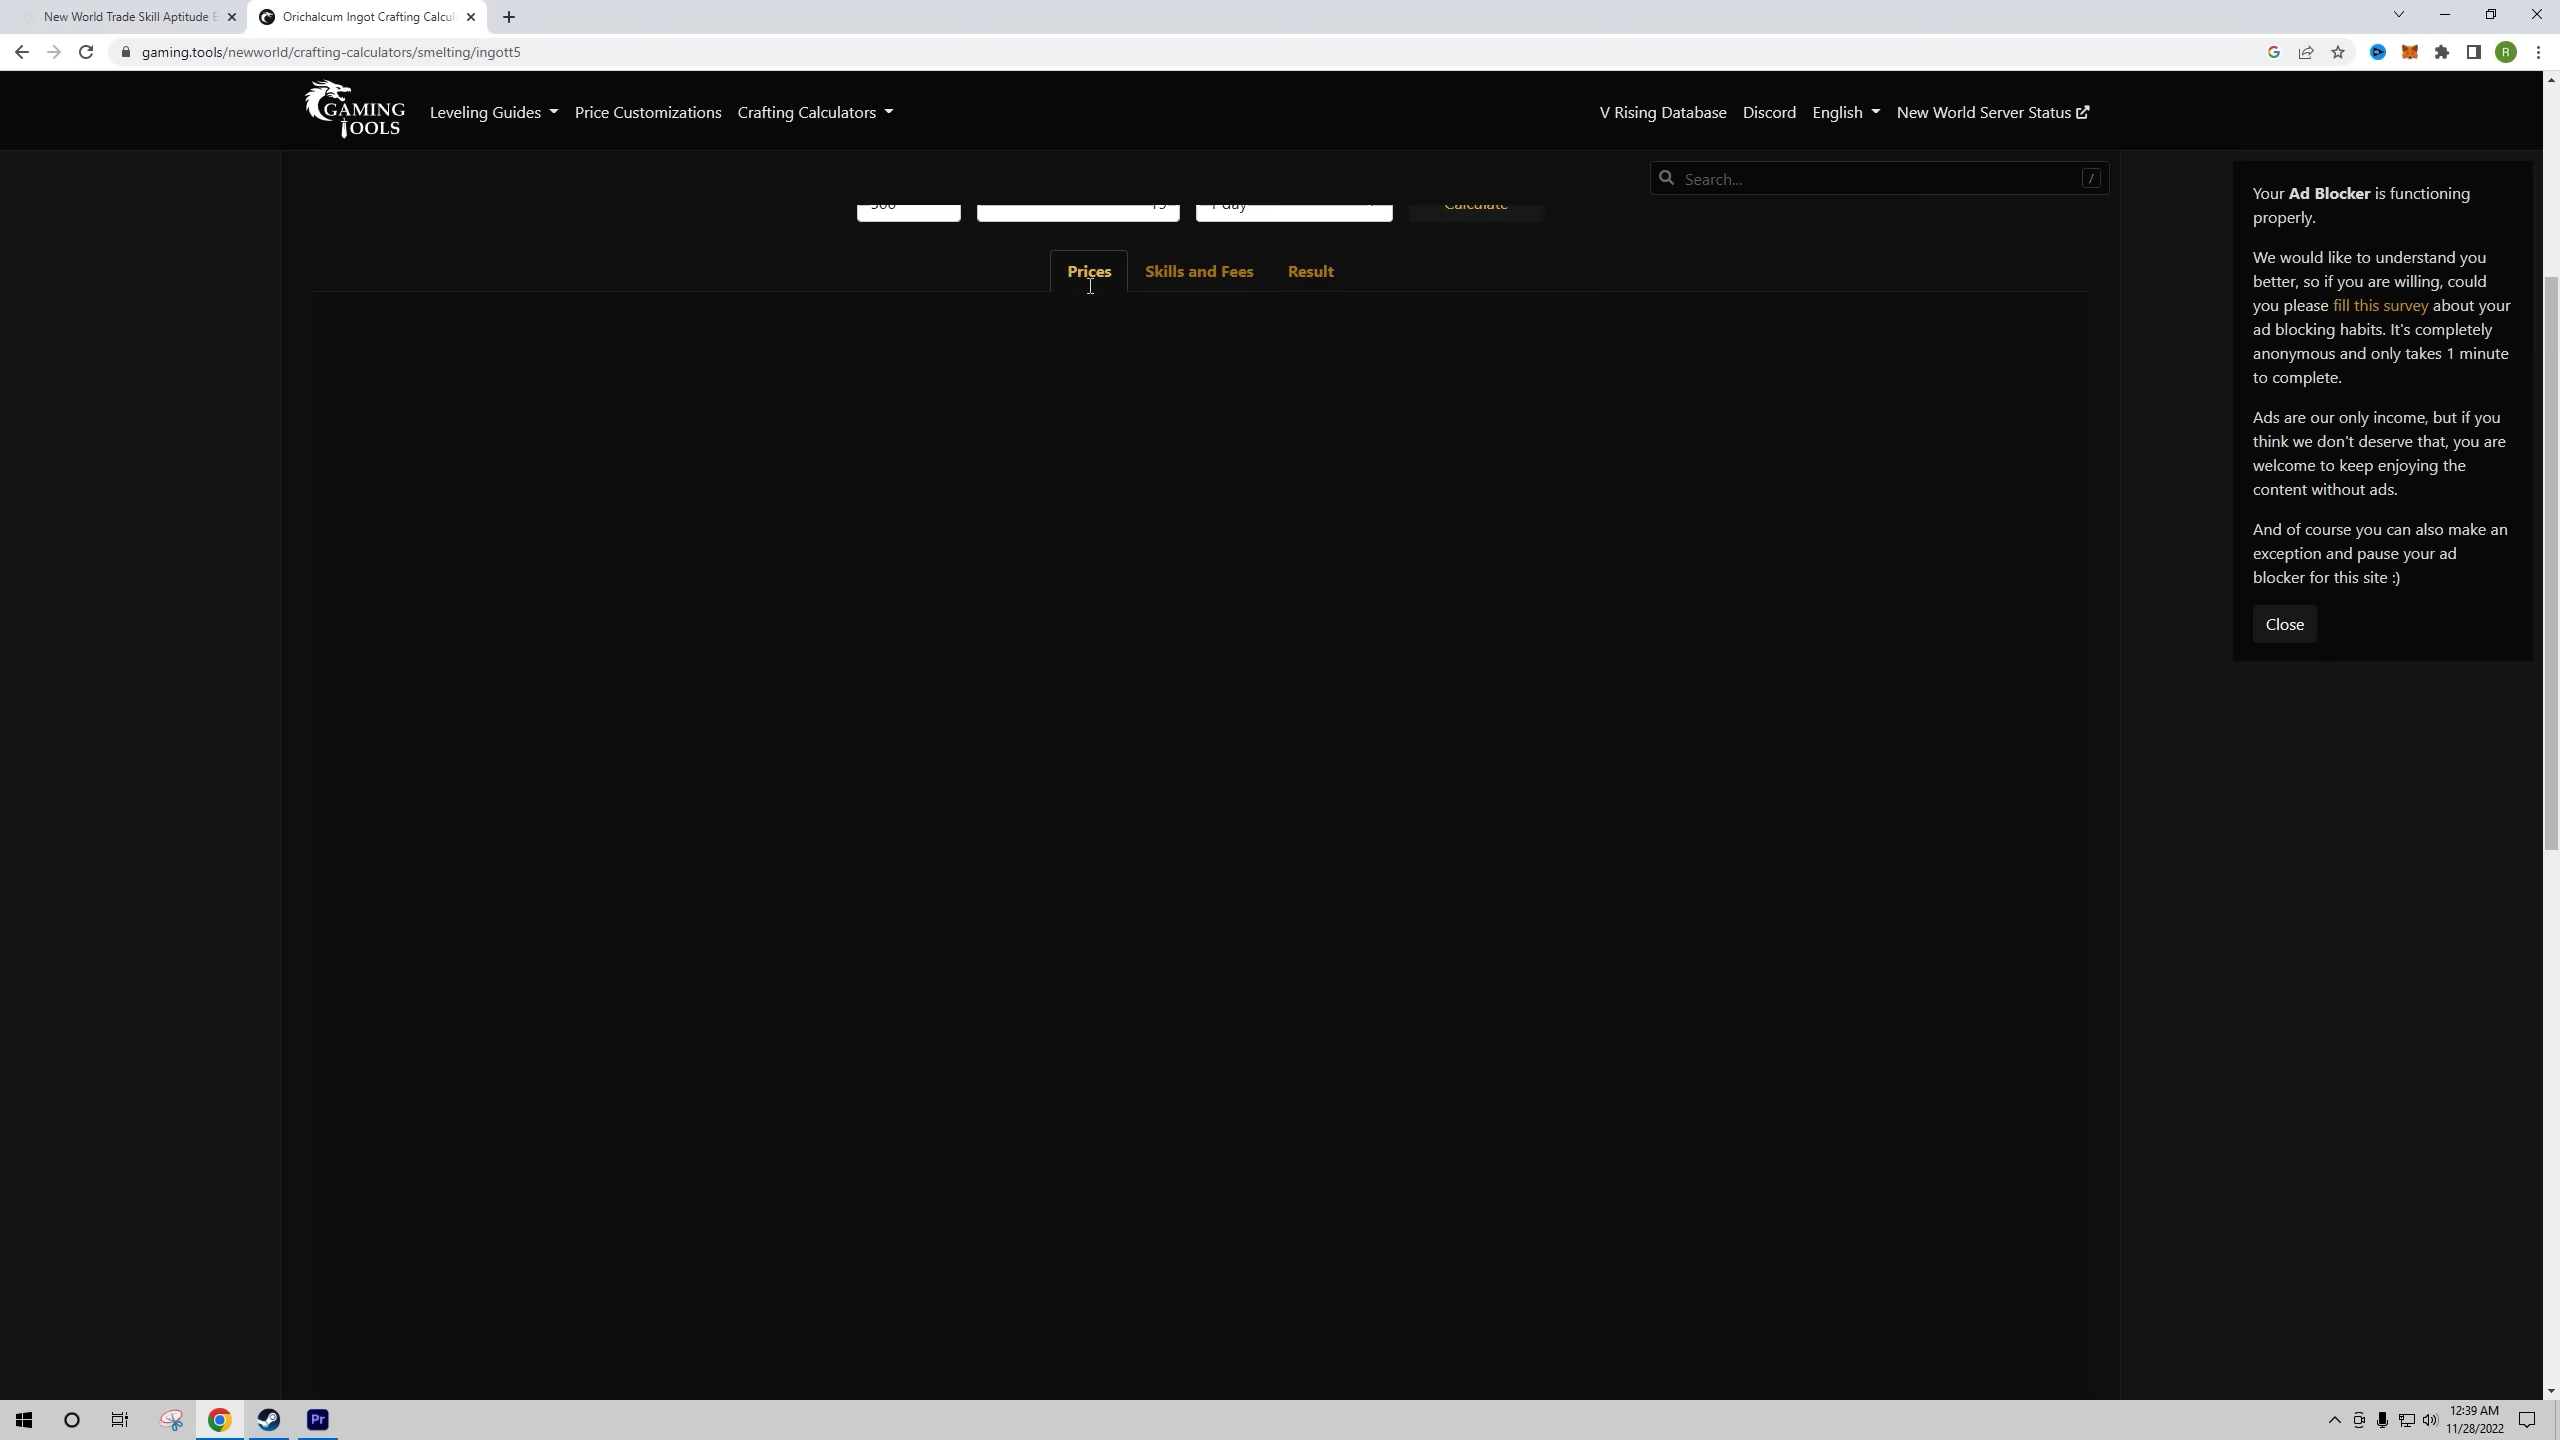 New World Trade Skill Aptitude E
Orichalcum Ingot Crafting Calcul
gaming.tools/newworld/crafting-calculators/smelting/ingott5
R
GAMING
TOOLS
Leveling Guides
Price Customizations
Crafting Calculators
V Rising Database
Discord
English
New World Server Status
Search...
/
1 day
Calculate
Prices
Skills and Fees
Result
Your Ad Blocker is functioning
properly.
We would like to understand you
better, so if you are willing, could
you please fill this survey about your
ad blocking habits. It's completely
anonymous and only takes 1 minute
to complete.
Ads are our only income, but if you
think we don't deserve that, you are
welcome to keep enjoying the
content without ads.
And of course you can also make an
exception and pause your ad
blocker for this site :)
Close
Pr
12:39 AM
11/28/2022